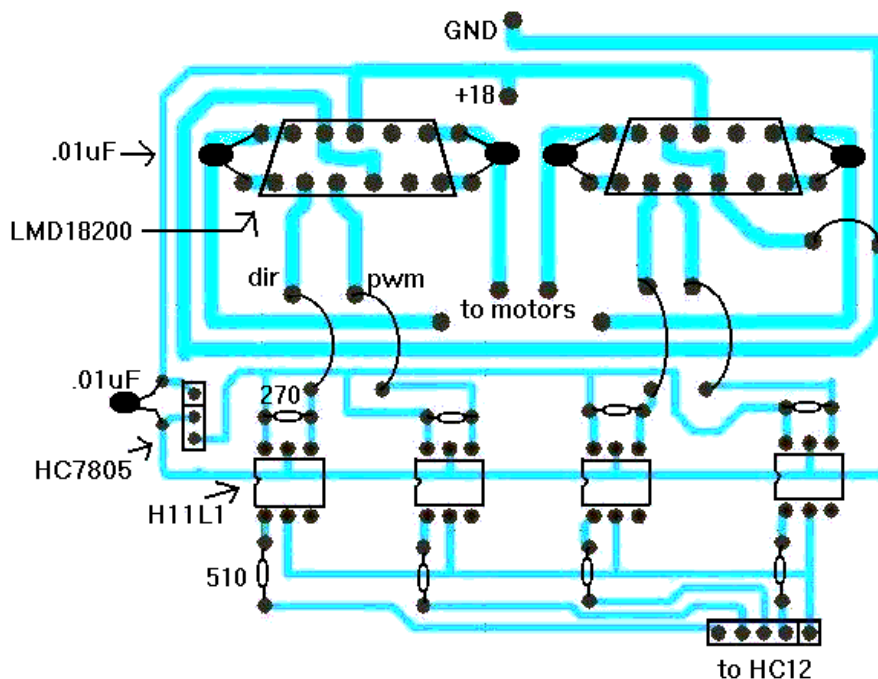 GND
+18
.01uF
LMD18200
dir
pwm
to motors
.01uF
270
HC7805
H11L1
510
to HC12